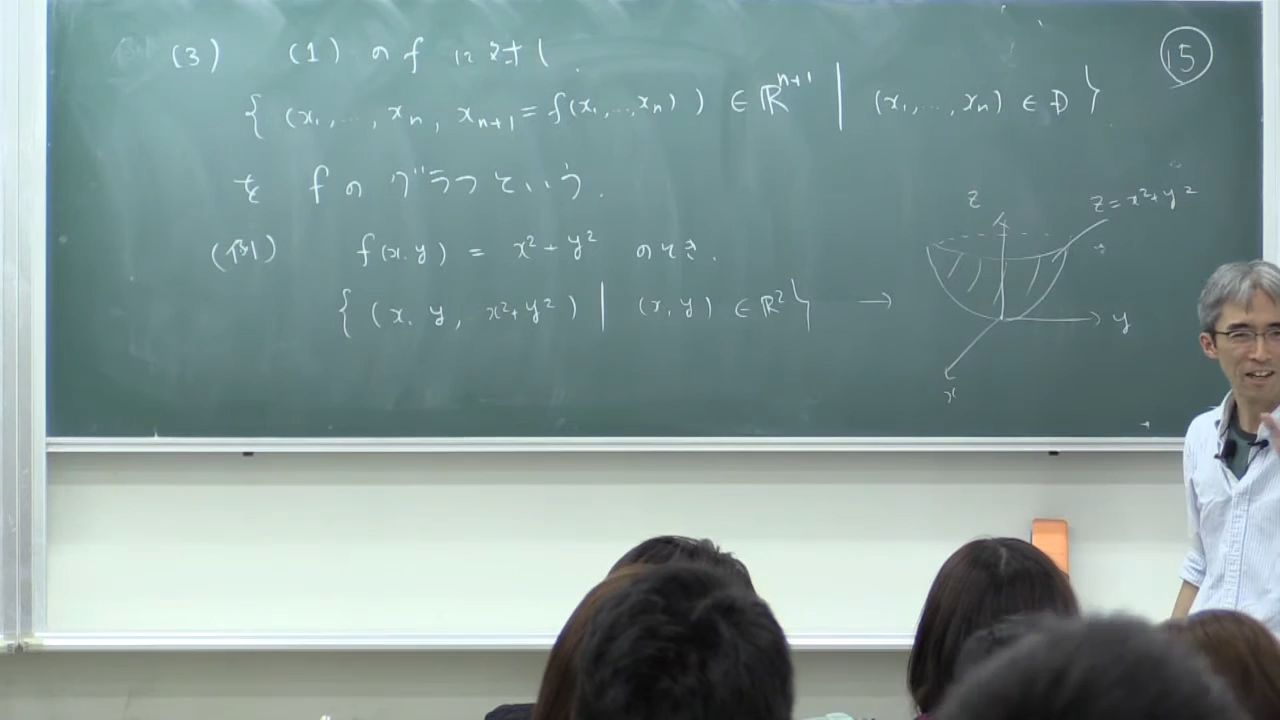 (3) (1) の f に対し
{ (x₁, …, xₙ, xₙ₊₁ = f(x₁, …, xₙ) ) ∈ ℝⁿ⁺¹ | (x₁, …, xₙ) ∈ D }
を f の グラフ という.
(例) f(x, y) = x² + y² のとき.
{ (x, y, x²+y²) | (x, y) ∈ ℝ² } →
15
z
z = x²+y²
y
x